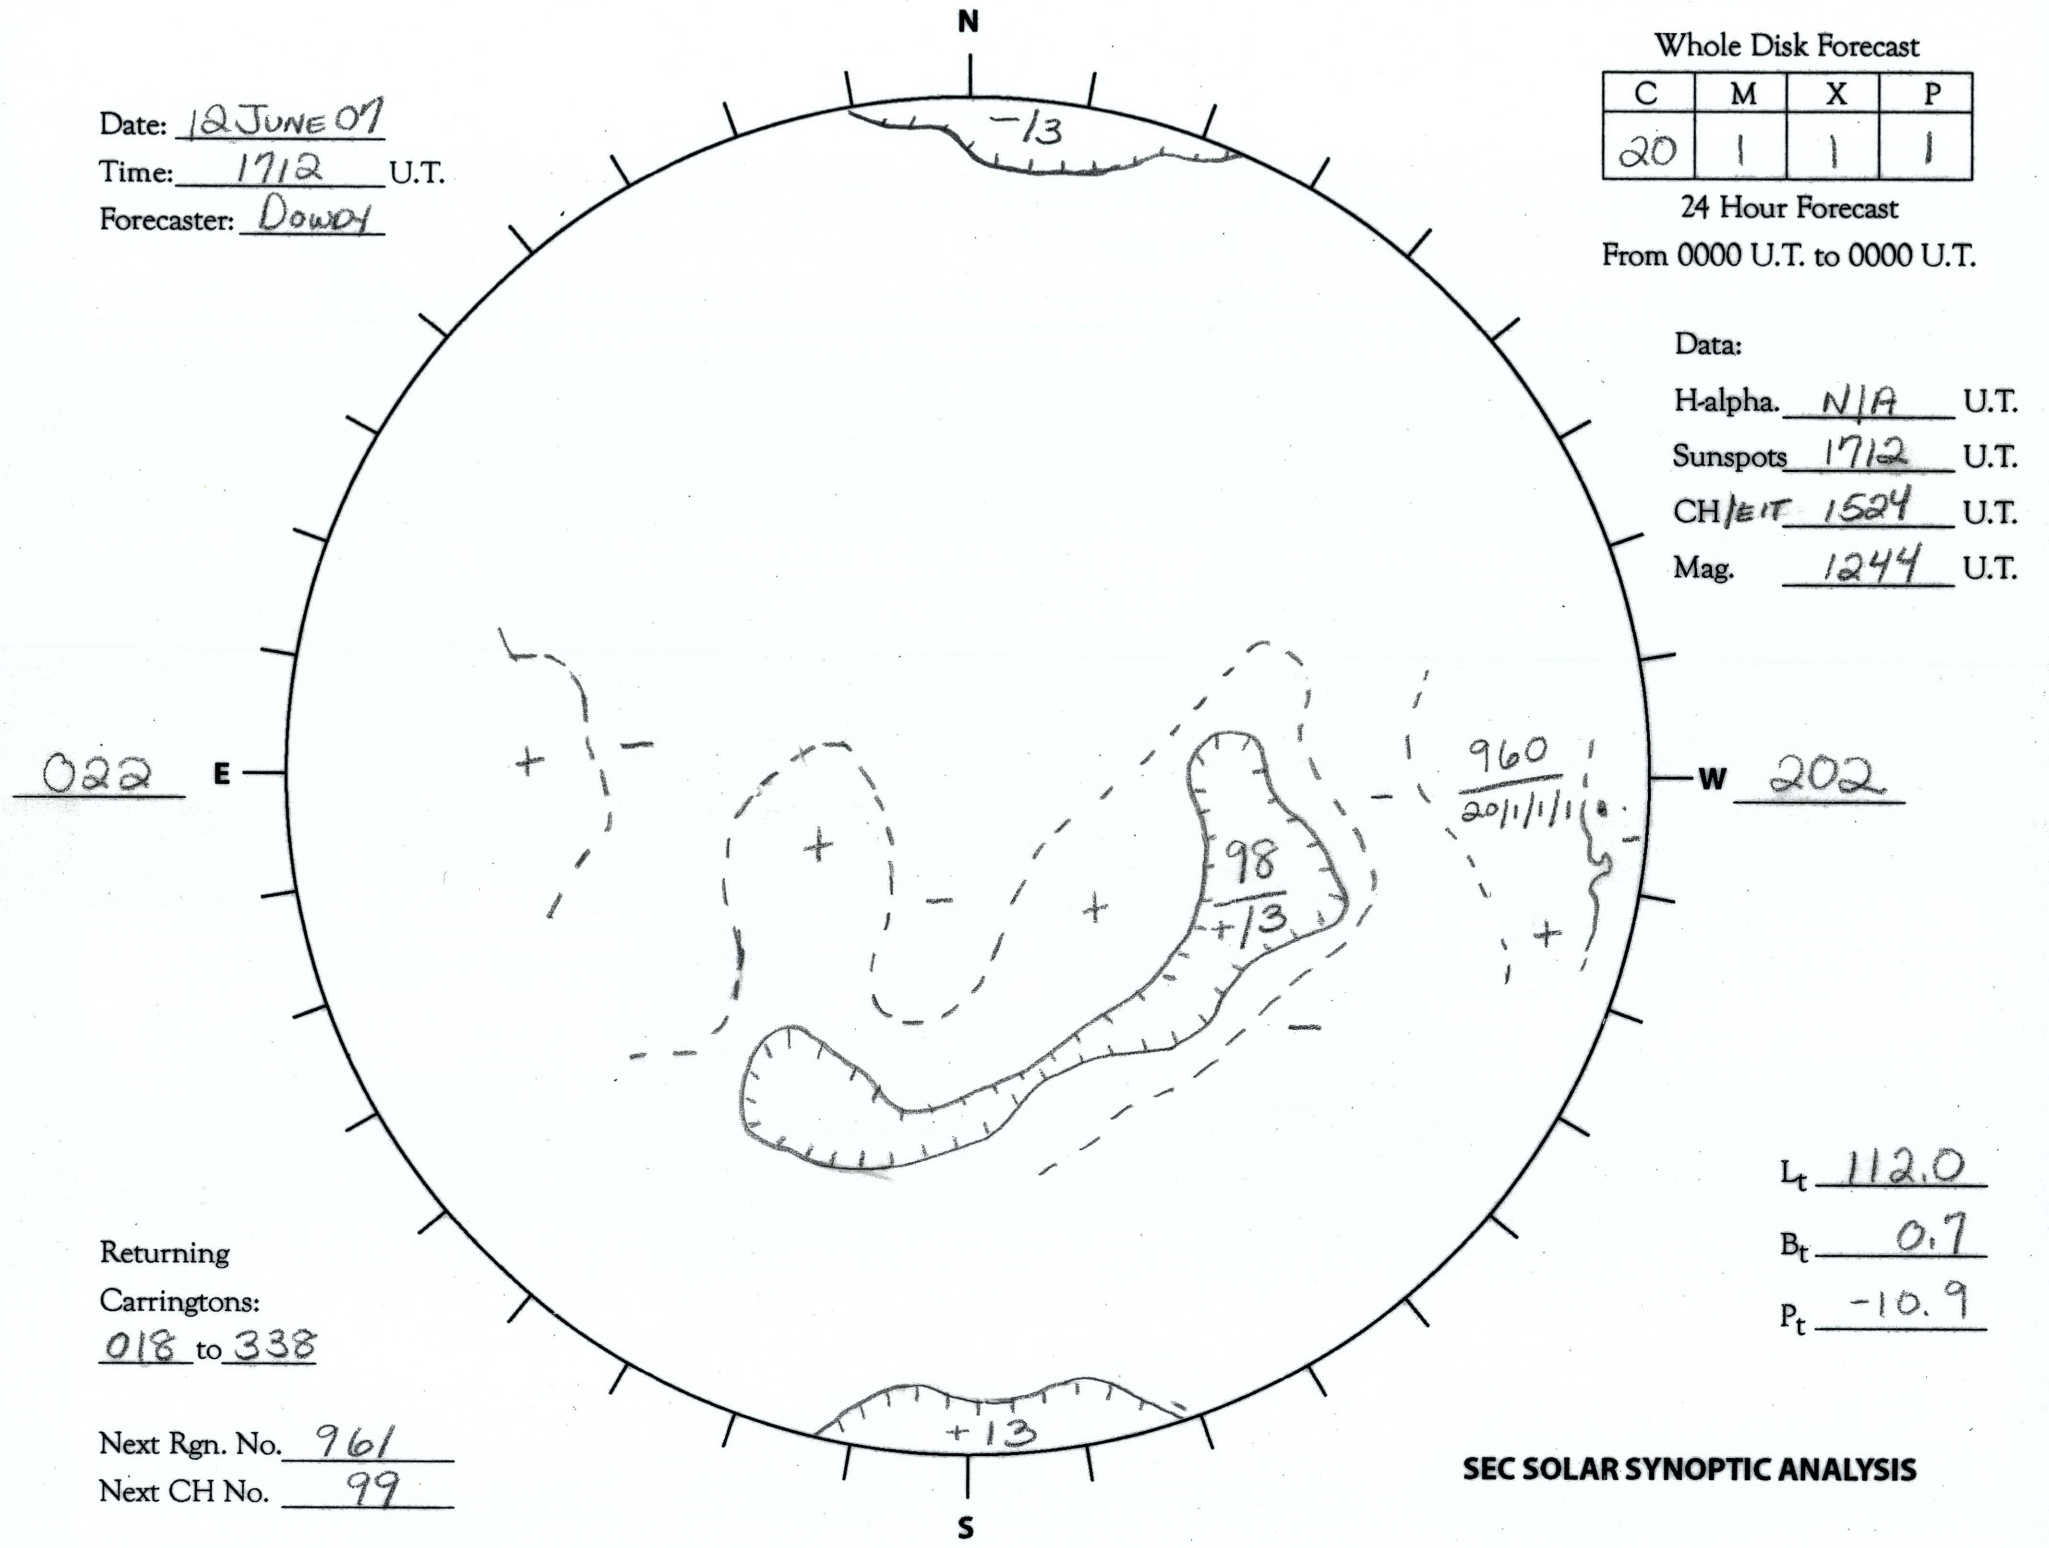 N
Date: 12 JUNE 07
Time: 1712 U.T.
Forecaster: Dowdy
Whole Disk Forecast
C M X P
20 1 1 1
24 Hour Forecast
From 0000 U.T. to 0000 U.T.
-/3
Data:
H-alpha. N/A U.T.
Sunspots 1712 U.T.
CH/EIT 1524 U.T.
Mag. 1244 U.T.
022 E
+ -
+ - +
98
+/3
-
960
20/1/1/1
-
+
-
W 202
Lt 112.0
Bt 0.7
Pt -10.9
Returning
Carringtons:
018 to 338
Next Rgn. No. 961
Next CH No. 99
+13
S
SEC SOLAR SYNOPTIC ANALYSIS